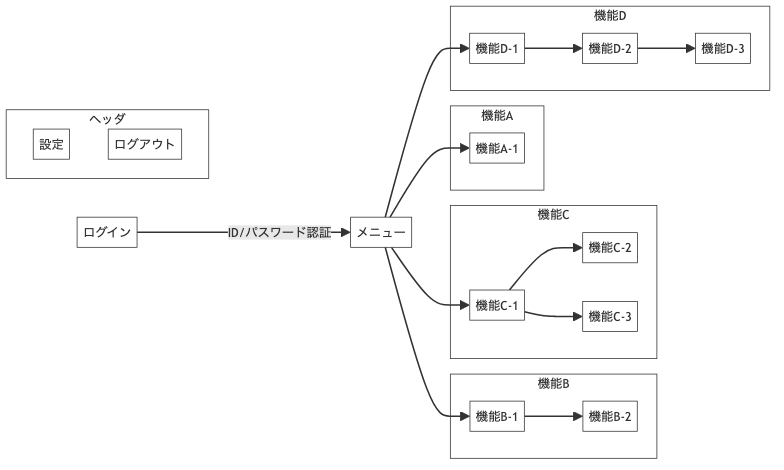 機能D
機能D-1
機能D-2
機能D-3
ヘッダ
設定
ログアウト
機能A
機能A-1
ログイン
ID/パスワード認証
メニュー
機能C
機能C-1
機能C-2
機能C-3
機能B
機能B-1
機能B-2